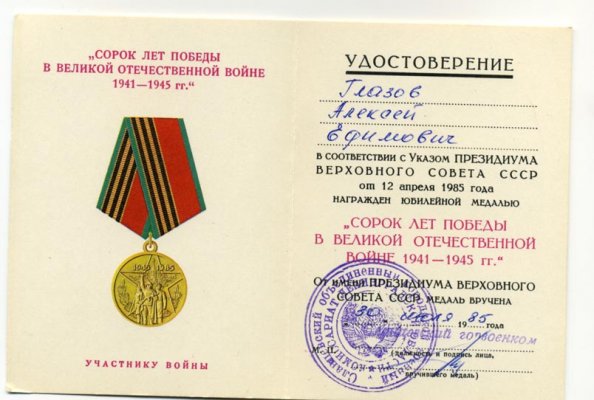 „СОРОК ЛЕТ ПОБЕДЫ
В ВЕЛИКОЙ ОТЕЧЕСТВЕННОЙ ВОЙНЕ
1941—1945 гг.“
1945 1985
УЧАСТНИКУ ВОЙНЫ
УДОСТОВЕРЕНИЕ
Глазов
Алексей
Ефимович
В СООТВЕТСТВИИ С УКАЗОМ ПРЕЗИДИУМА
ВЕРХОВНОГО СОВЕТА СССР
от 12 апреля 1985 года
НАГРАЖДЕН ЮБИЛЕЙНОЙ МЕДАЛЬЮ
„СОРОК ЛЕТ ПОБЕДЫ
В ВЕЛИКОЙ ОТЕЧЕСТВЕННОЙ
ВОЙНЕ 1941—1945 гг.“
От имени ПРЕЗИДИУМА ВЕРХОВНОГО
СОВЕТА СССР МЕДАЛЬ ВРУЧЕНА
30 19 85 года
горвоенком
М. П. (должность и подпись лица,
вручившего медаль)